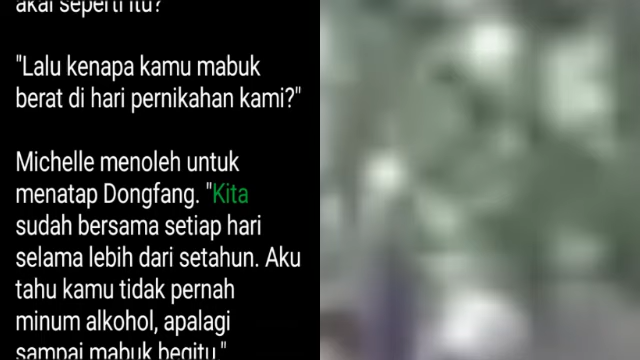 akal seperti itu?
"Lalu kenapa kamu mabuk
berat di hari pernikahan kami?"
Michelle menoleh untuk
menatap Dongfang. "Kita
sudah bersama setiap hari
selama lebih dari setahun. Aku
tahu kamu tidak pernah
minum alkohol, apalagi
sampai mabuk begitu."